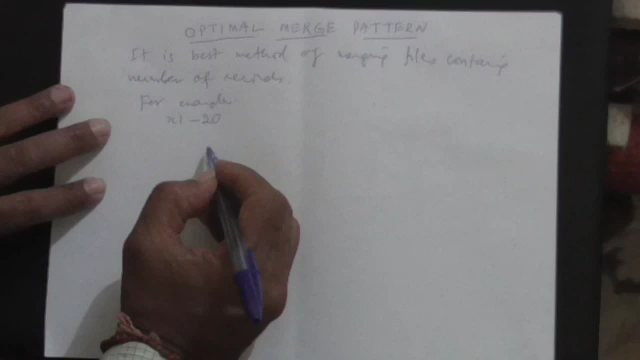 OPTIMAL MERGE PATTERN
It is best method of merging files containing
number of records.
For example
x1 - 20